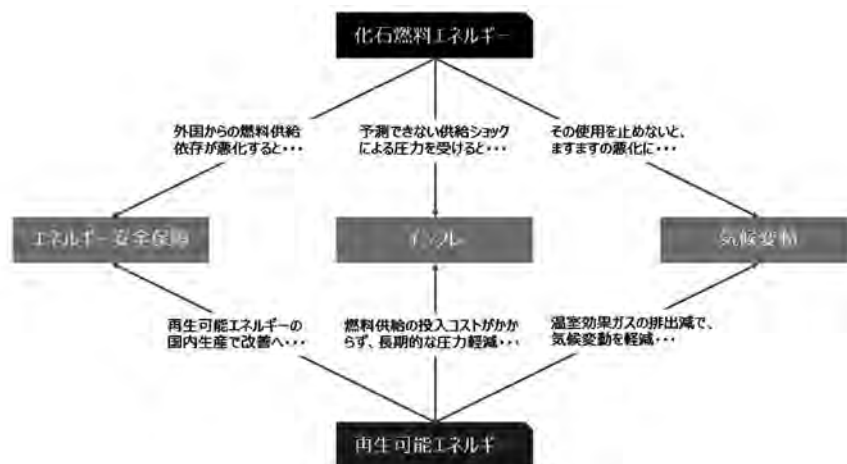 化石燃料エネルギー
外国からの燃料供給
依存が悪化すると・・・
予測できない供給ショック
による圧力を受けると・・・
その使用を止めないと、
ますますの悪化に・・・
エネルギー安全保障
インフレ
気候変動
再生可能エネルギーの
国内生産で改善へ・・・
燃料供給の投入コストがかか
らず、長期的な圧力軽減・・・
温室効果ガスの排出減で、
気候変動を軽減・・・
再生可能エネルギ